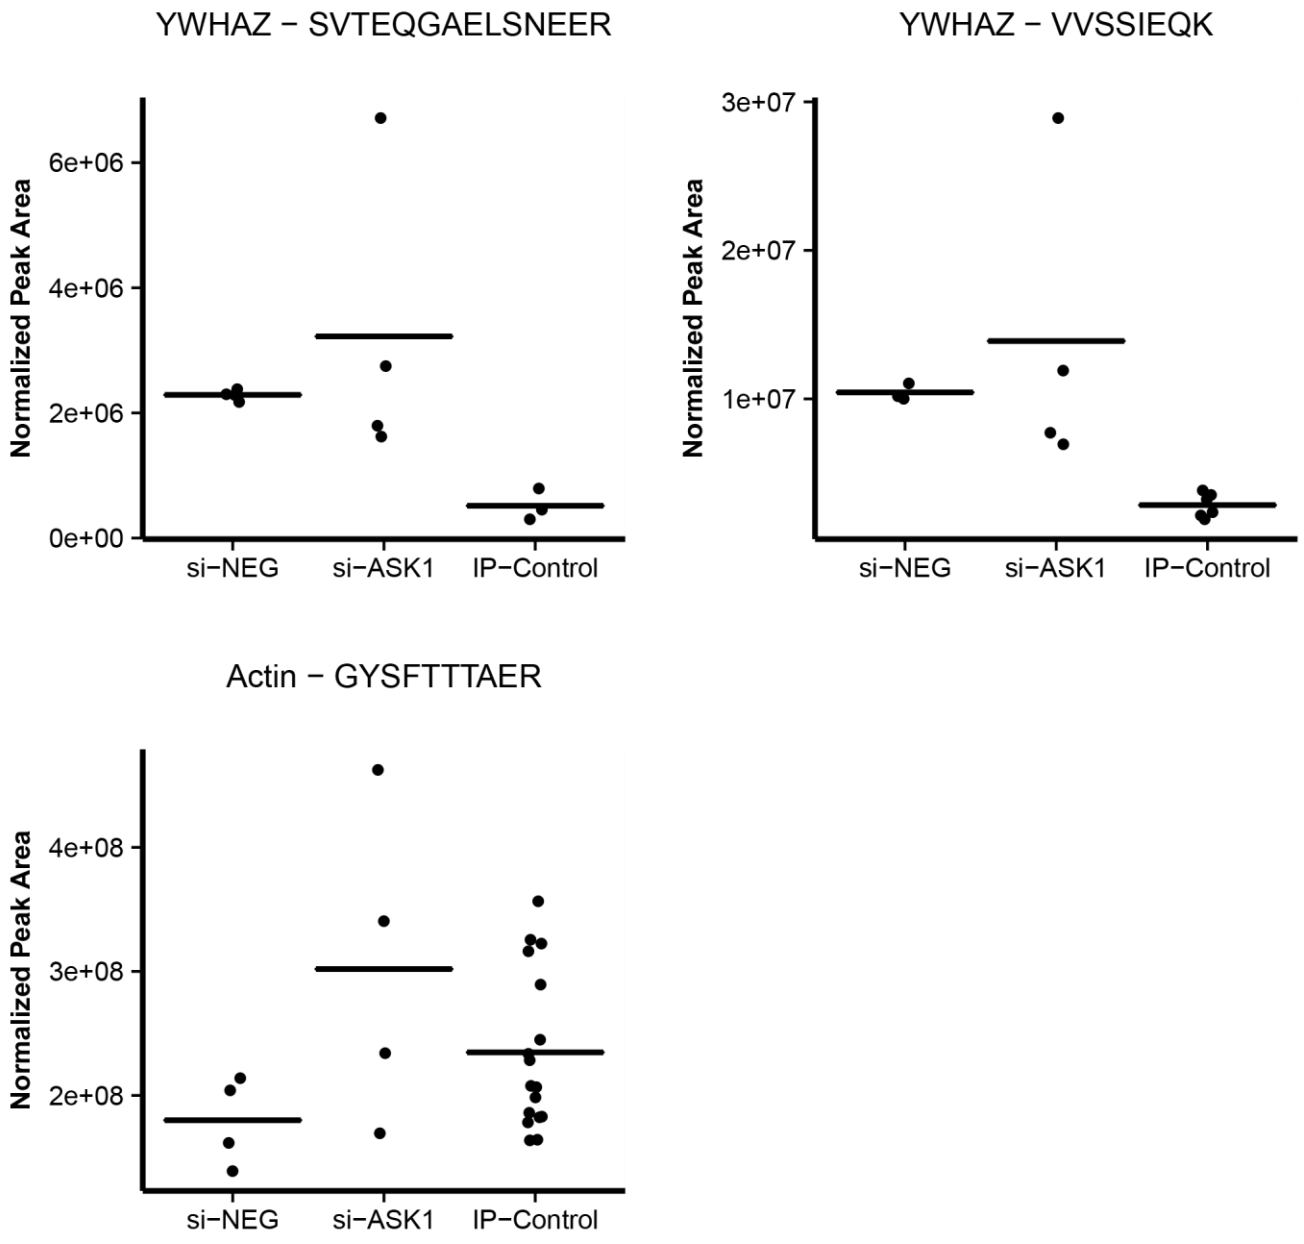 YWHAZ − SVTEQGAELSNEER
Normalized Peak Area
6e+06
4e+06
2e+06
0e+00
si−NEG
si−ASK1
IP−Control
YWHAZ − VVSSIEQK
Normalized Peak Area
3e+07
2e+07
1e+07
si−NEG
si−ASK1
IP−Control
Actin − GYSFTTTAER
Normalized Peak Area
4e+08
3e+08
2e+08
si−NEG
si−ASK1
IP−Control